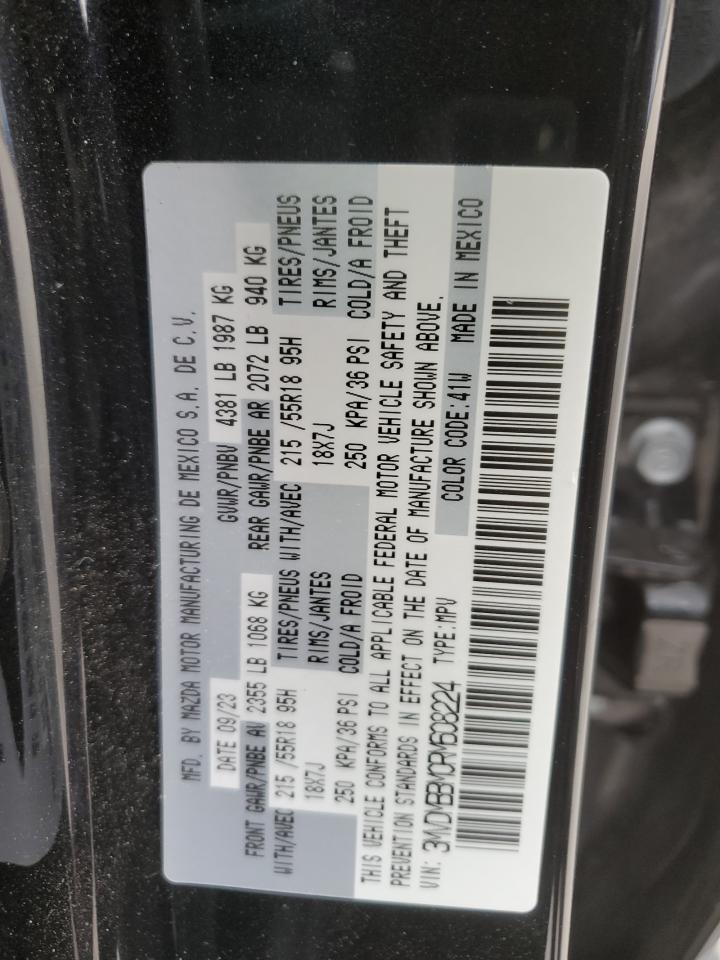 MFD. BY MAZDA MOTOR MANUFACTURING DE MEXICO S.A. DE C.V.
DATE 09/23 GVWR/PNBV 4381 LB 1987 KG
FRONT GAWR/PNBE AV 2355 LB 1068 KG REAR GAWR/PNBE AR 2072 LB 940 KG
WITH/AVEC 215 /55R18 95H TIRES/PNEUS WITH/AVEC 215 /55R18 95H TIRES/PNEUS
18X7J RIMS/JANTES 18X7J RIMS/JANTES
250 KPA/36 PSI COLD/A FROID 250 KPA/36 PSI COLD/A FROID
THIS VEHICLE CONFORMS TO ALL APPLICABLE FEDERAL MOTOR VEHICLE SAFETY AND THEFT
PREVENTION STANDARDS IN EFFECT ON THE DATE OF MANUFACTURE SHOWN ABOVE.
VIN: 3MVDMBBM0RM608224 TYPE:MPV COLOR CODE:41W MADE IN MEXICO